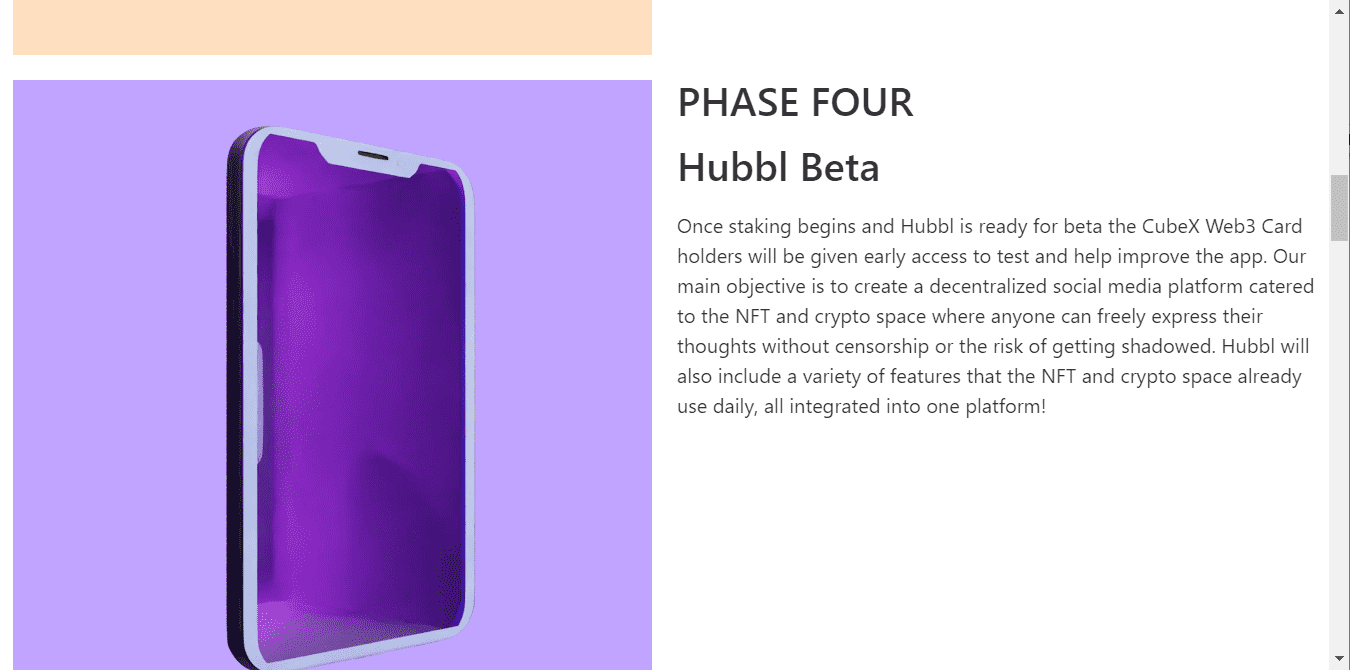 PHASE FOUR
Hubbl Beta
Once staking begins and Hubbl is ready for beta the CubeX Web3 Card
holders will be given early access to test and help improve the app. Our
main objective is to create a decentralized social media platform catered
to the NFT and crypto space where anyone can freely express their
thoughts without censorship or the risk of getting shadowed. Hubbl will
also include a variety of features that the NFT and crypto space already
use daily, all integrated into one platform!